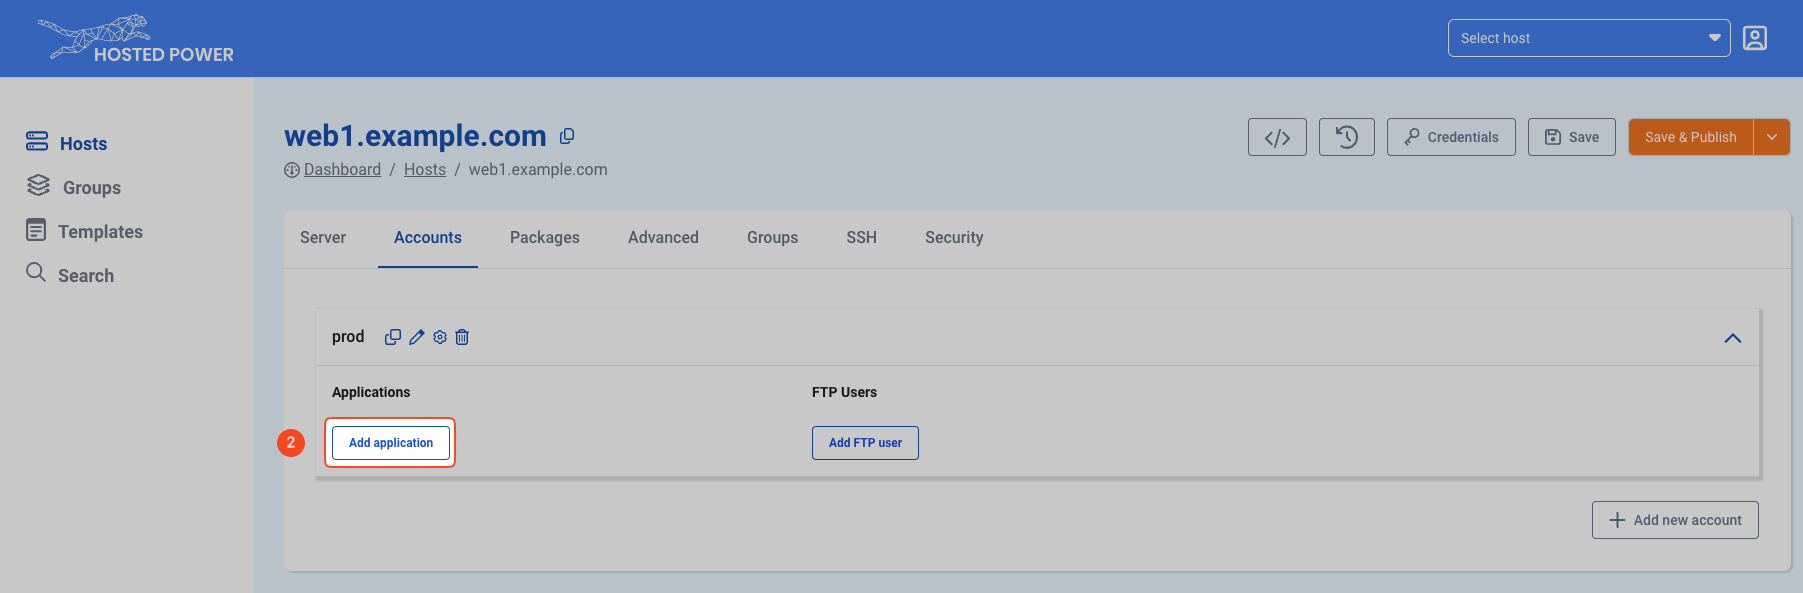 HOSTED POWER
Select host
Hosts
Groups
Templates
Search
web1.example.com
Dashboard / Hosts / web1.example.com
</> Credentials Save Save & Publish
Server Accounts Packages Advanced Groups SSH Security
prod
Applications FTP Users
2 Add application Add FTP user
Add new account